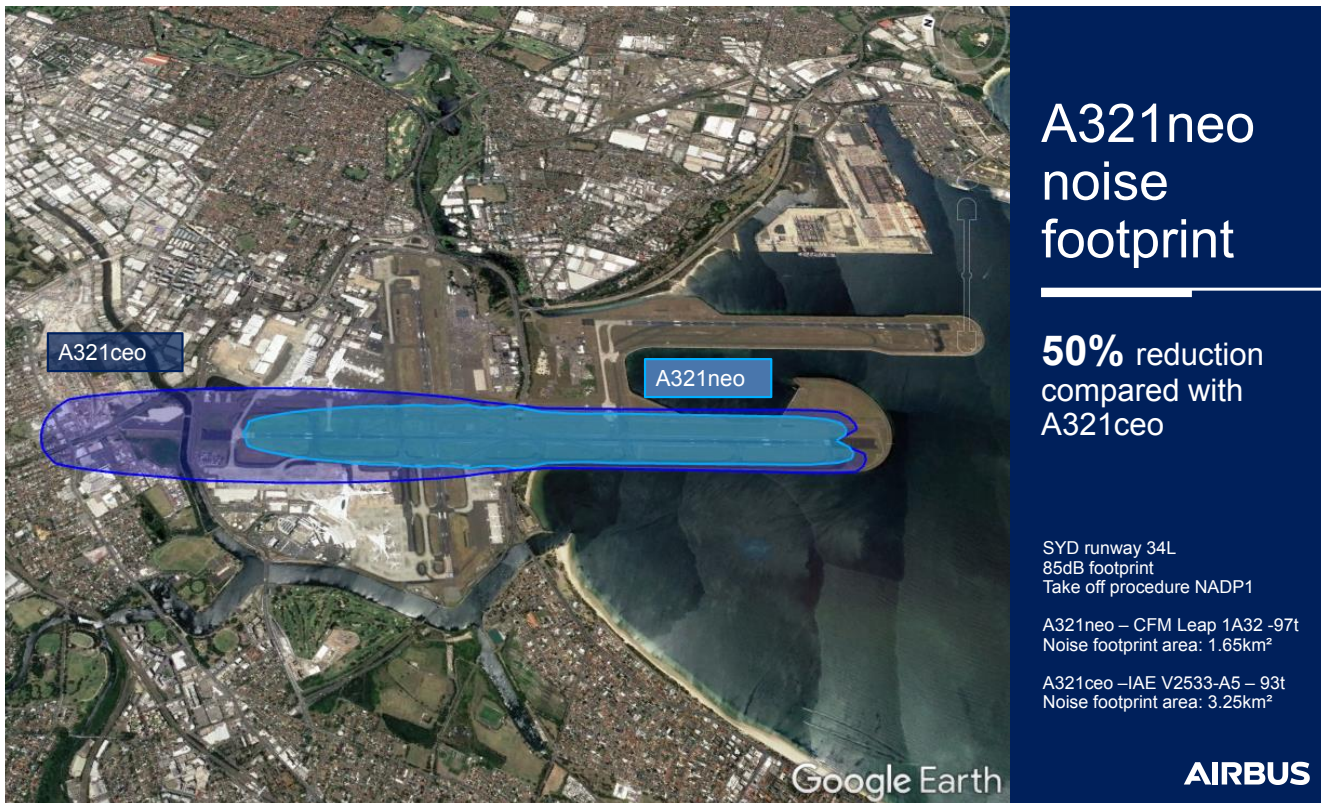 N
A321ceo
A321neo
Google Earth
A321neo
noise
footprint
50% reduction
compared with
A321ceo
SYD runway 34L
85dB footprint
Take off procedure NADP1
A321neo – CFM Leap 1A32 -97t
Noise footprint area: 1.65km²
A321ceo –IAE V2533-A5 – 93t
Noise footprint area: 3.25km²
AIRBUS